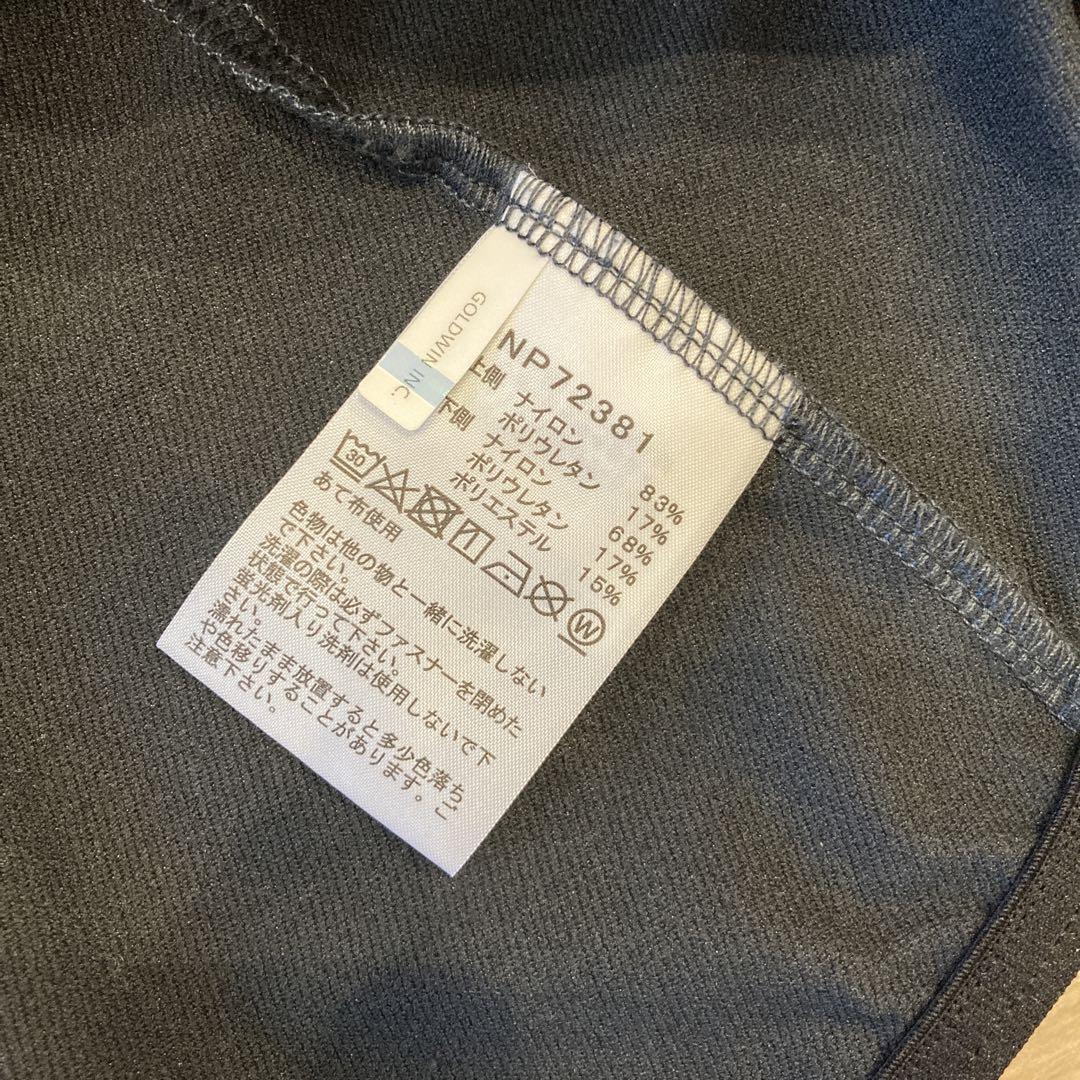 GOLDWIN INC.
NP72381
上側 ナイロン 83%
ポリウレタン 17%
下側 ナイロン 68%
ポリウレタン 17%
ポリエステル 15%
30
W
あて布使用
色物は他の物と一緒に洗濯しない
で下さい。
洗濯の際は必ずファスナーを閉めた
状態で行って下さい。
蛍光剤入り洗剤は使用しないで下
さい。
濡れたまま放置すると多少色落ち
や色移りすることがあります。ご
注意下さい。